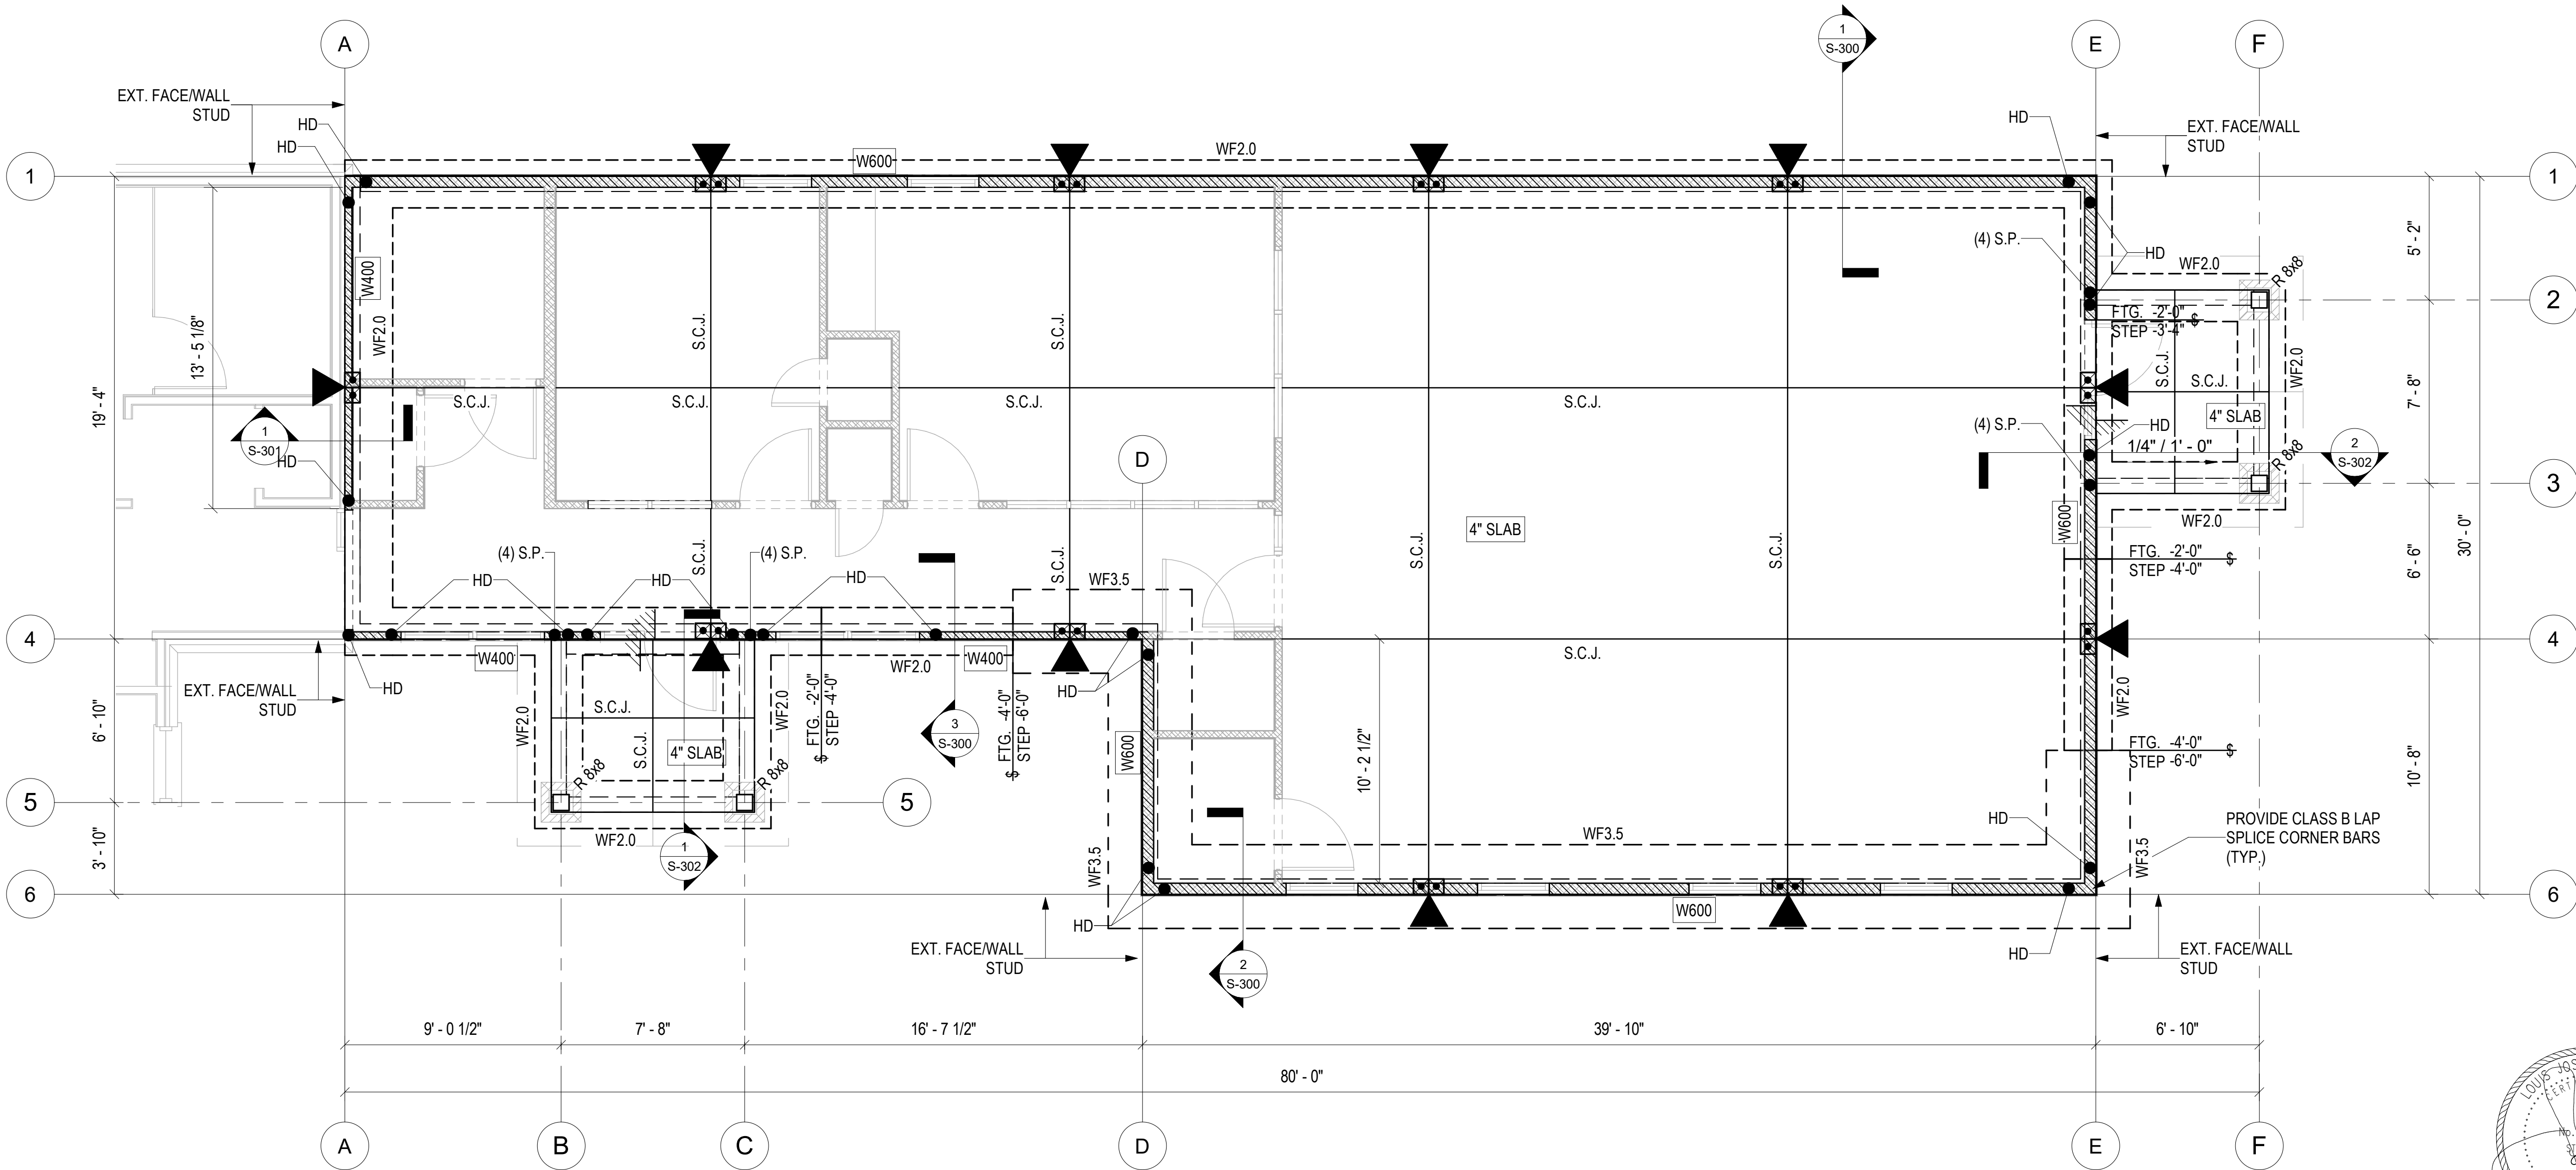 A
E
F
1
S-300
EXT. FACE/WALL
STUD
HD
HD
HD
EXT. FACE/WALL
STUD
WF2.0
W600
1
1
W400
WF2.0
13' - 5 1/8"
19' - 4"
S.C.J.
S.C.J.
(4) S.P.
HD
WF2.0
R 8x8
5' - 2"
2
FTG. -2'-0"
STEP -3'-4"
$
S.C.J.
S.C.J.
WF2.0
7' - 8"
30' - 0"
S.C.J.
S.C.J.
S.C.J.
S.C.J.
4" SLAB
1
S-301
HD
(4) S.P.
HD
1/4" / 1' - 0"
2
S-302
R 8x8
D
3
W600
WF2.0
4" SLAB
S.C.J.
S.C.J.
S.C.J.
S.C.J.
(4) S.P.
(4) S.P.
HD
HD
HD
WF3.5
FTG. -2'-0"
STEP -4'-0"
$
6' - 6"
4
4
W400
WF2.0
W400
S.C.J.
HD
HD
EXT. FACE/WALL
STUD
6' - 10"
WF2.0
S.C.J.
S.C.J.
4" SLAB
WF2.0
FTG. -2'-0"
STEP -4'-0"
$
3
S-300
FTG. -4'-0"
STEP -6'-0"
$
W600
10' - 2 1/2"
WF2.0
FTG. -4'-0"
STEP -6'-0"
$
10' - 8"
R 8x8
R 8x8
5
5
WF2.0
1
S-302
3' - 10"
WF3.5
WF3.5
HD
WF3.5
PROVIDE CLASS B LAP
SPLICE CORNER BARS
(TYP.)
6
6
W600
HD
EXT. FACE/WALL
STUD
2
S-300
HD
EXT. FACE/WALL
STUD
9' - 0 1/2"
7' - 8"
16' - 7 1/2"
39' - 10"
6' - 10"
80' - 0"
LOUIS JOS
CERT
No.
A
B
C
D
E
F